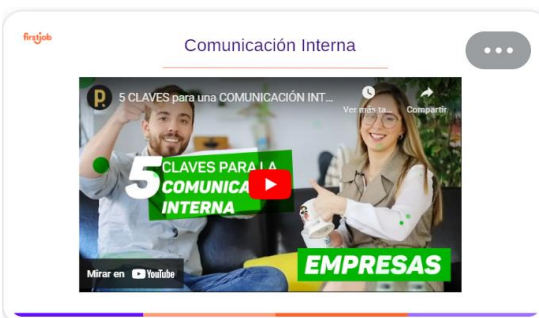 firstjob
Comunicación Interna
5 CLAVES para una COMUNICACIÓN INT...
Ver más ta...
Compartir
5 CLAVES PARA LA
COMUNICA
INTERNA
EMPRESAS
Mirar en YouTube